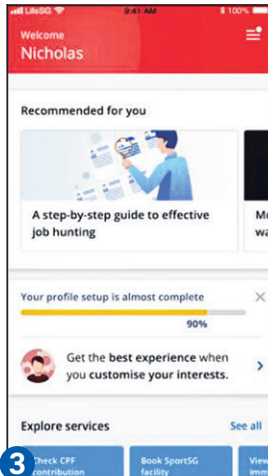 LifeSG 9:41 AM 100%
Welcome
Nicholas
Recommended for you
A step-by-step guide to effective
job hunting
Your profile setup is almost complete
90%
Get the best experience when
you customise your interests.
Explore services See all
3
Check CPF
contribution
Book SportSG
facility
View